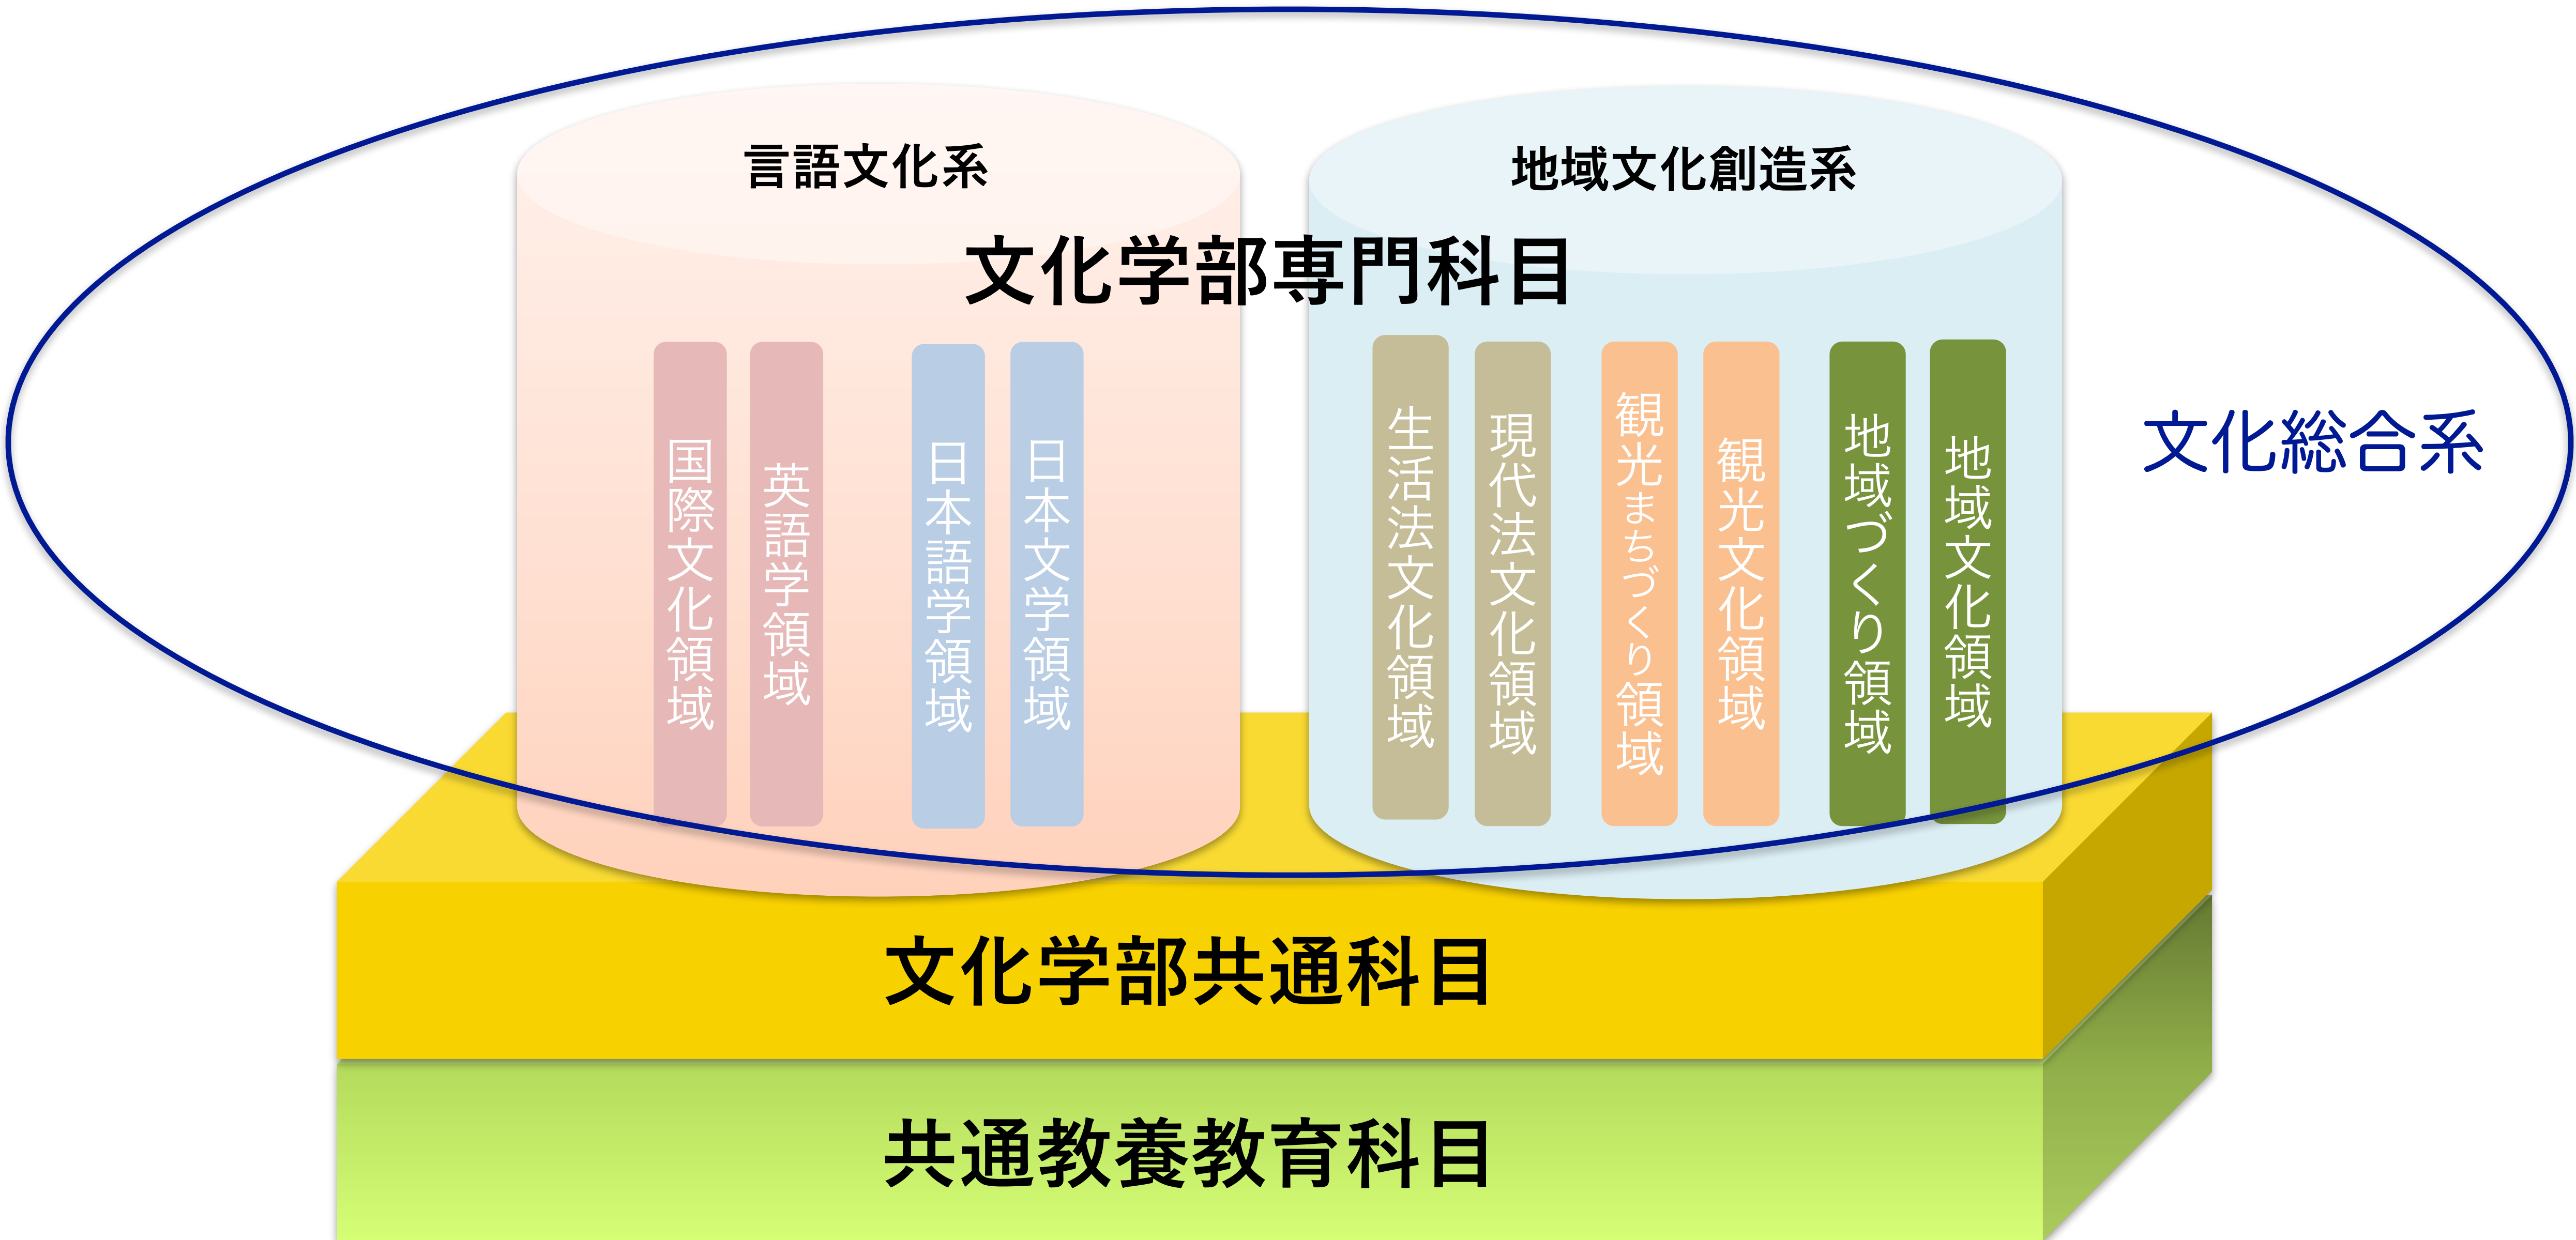 言語文化系
地域文化創造系
文化学部専門科目
国際文化領域
英語学領域
日本語学領域
日本文学領域
生活法文化領域
現代法文化領域
観光まちづくり領域
観光文化領域
地域づくり領域
地域文化領域
文化総合系
文化学部共通科目
共通教養教育科目